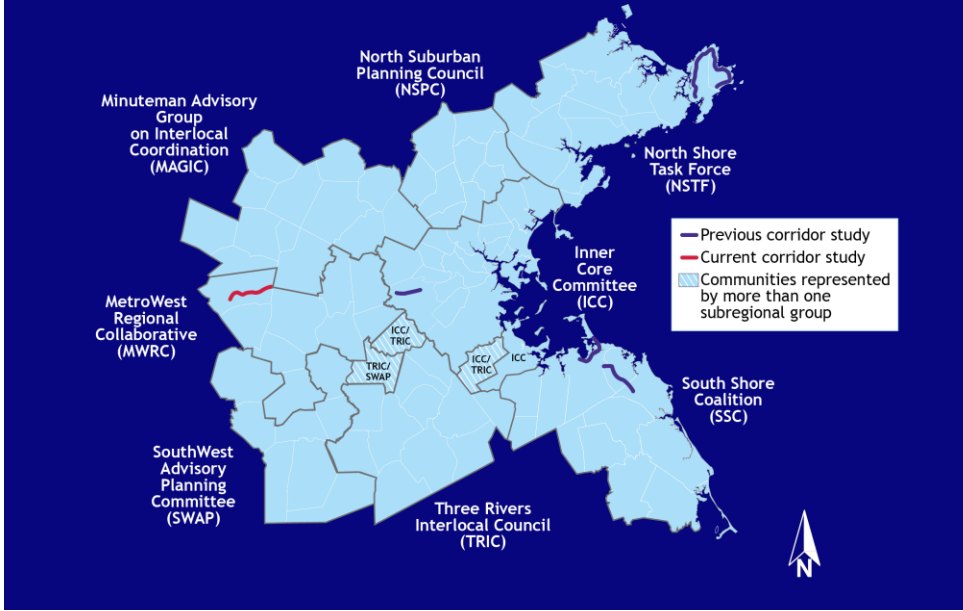 North Suburban
Planning Council
(NSPC)
Minuteman Advisory
Group
on Interlocal
Coordination
(MAGIC)
North Shore
Task Force
(NSTF)
Previous corridor study
Current corridor study
Communities represented
by more than one
subregional group
Inner
Core
Committee
(ICC)
MetroWest
Regional
Collaborative
(MWRC)
ICC/
TRIC
TRIC/
SWAP
ICC/
TRIC
ICC
South Shore
Coalition
(SSC)
SouthWest
Advisory
Planning
Committee
(SWAP)
Three Rivers
Interlocal Council
(TRIC)
N